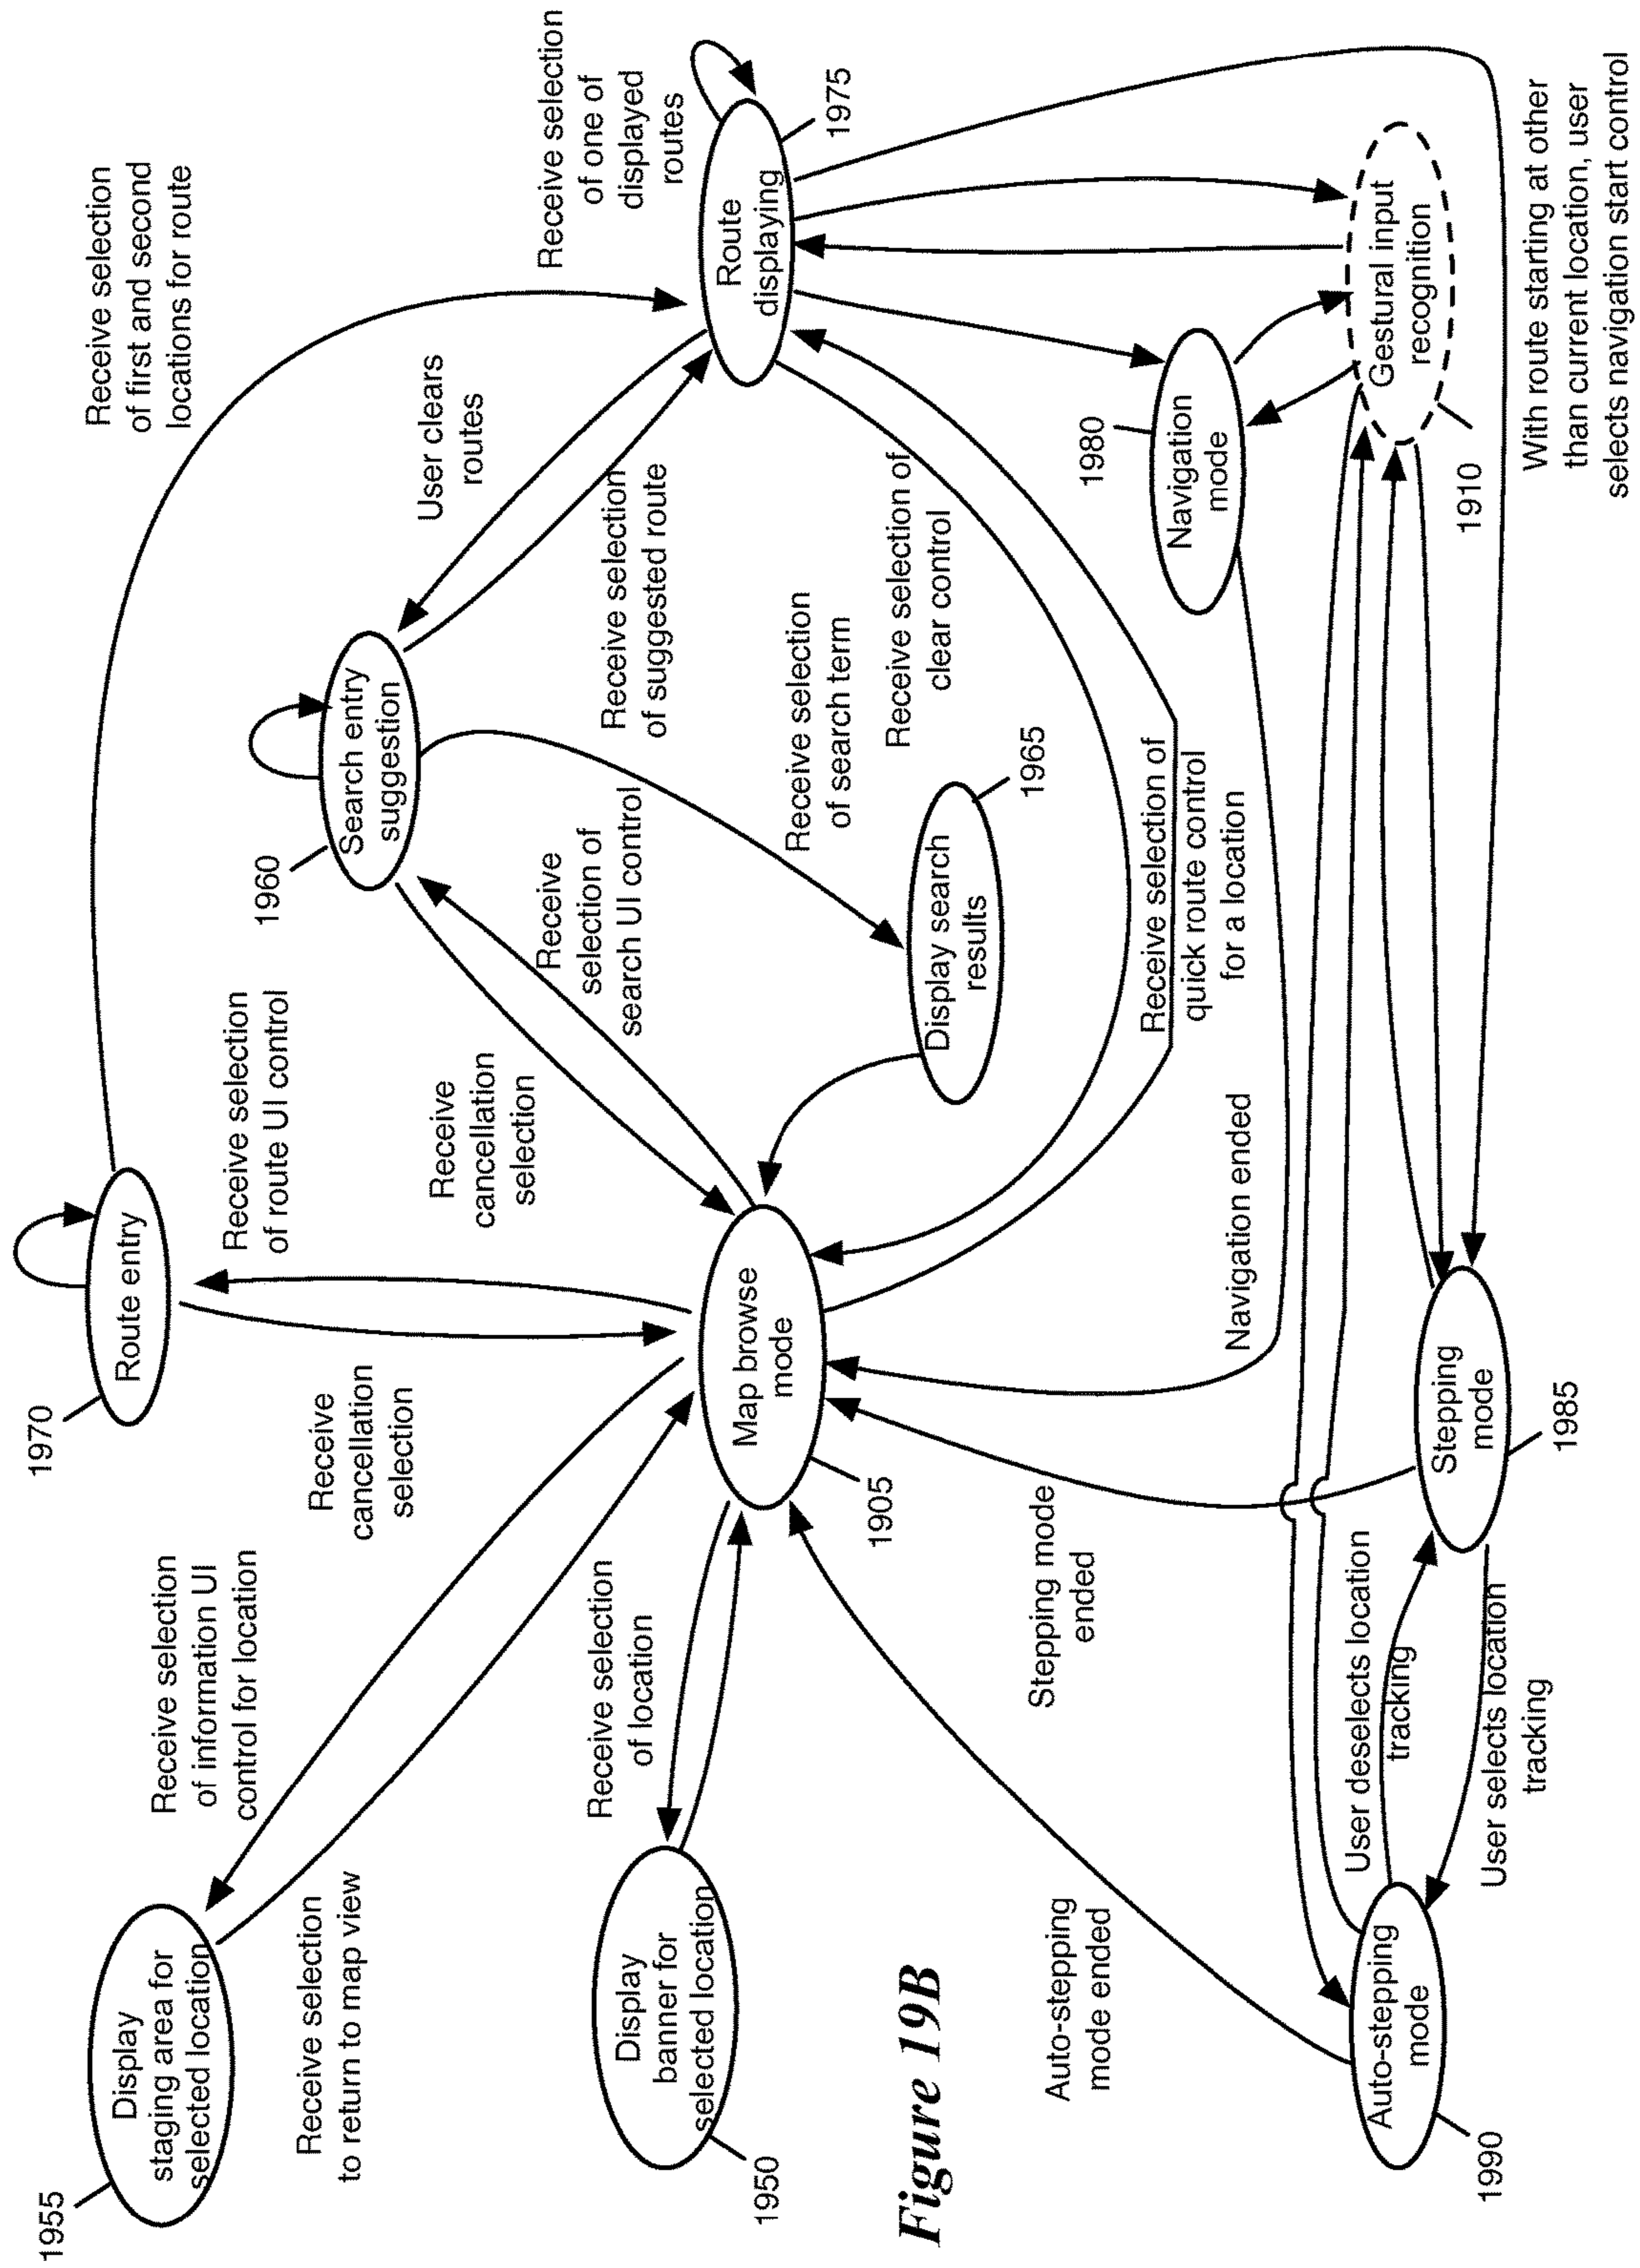 1955
Display
staging area for
selected location
Receive selection
of information UI
control for location
Receive selection
to return to map view
1970
Route entry
Receive
cancellation
selection
Receive selection
of route UI control
Receive selection
of first and second
locations for route
1960
Search entry
suggestion
Receive
cancellation
selection
Receive
selection of
search UI control
User clears
routes
Receive selection
of suggested route
Receive selection
of one of
displayed
routes
Route
displaying
1975
1950
Display
banner for
selected location
Receive selection
of location
Map browse
mode
1905
Display search
results
1965
Receive selection
of search term
Receive selection of
clear control
Receive selection of
quick route control
for a location
Figure 19B
Auto-stepping
mode ended
Stepping mode
ended
Navigation ended
Navigation
mode
1980
Gestural input
recognition
1910
Auto-stepping
mode
1990
User deselects location
tracking
User selects location
tracking
Stepping
mode
1985
With route starting at other
than current location, user
selects navigation start control